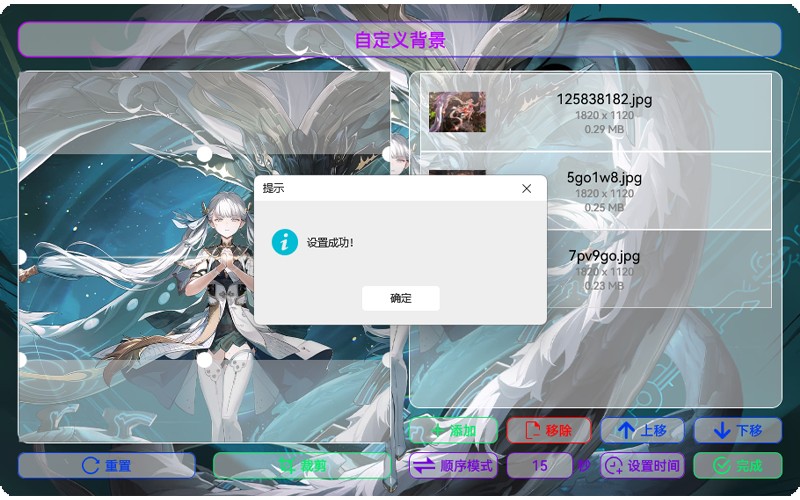 自定义背景
125838182.jpg
1820 x 1120
0.29 MB
5go1w8.jpg
1820 x 1120
0.25 MB
7pv9go.jpg
1820 x 1120
0.23 MB
提示
设置成功!
确定
添加
移除
上移
下移
重置
裁剪
顺序模式
15
秒
设置时间
完成